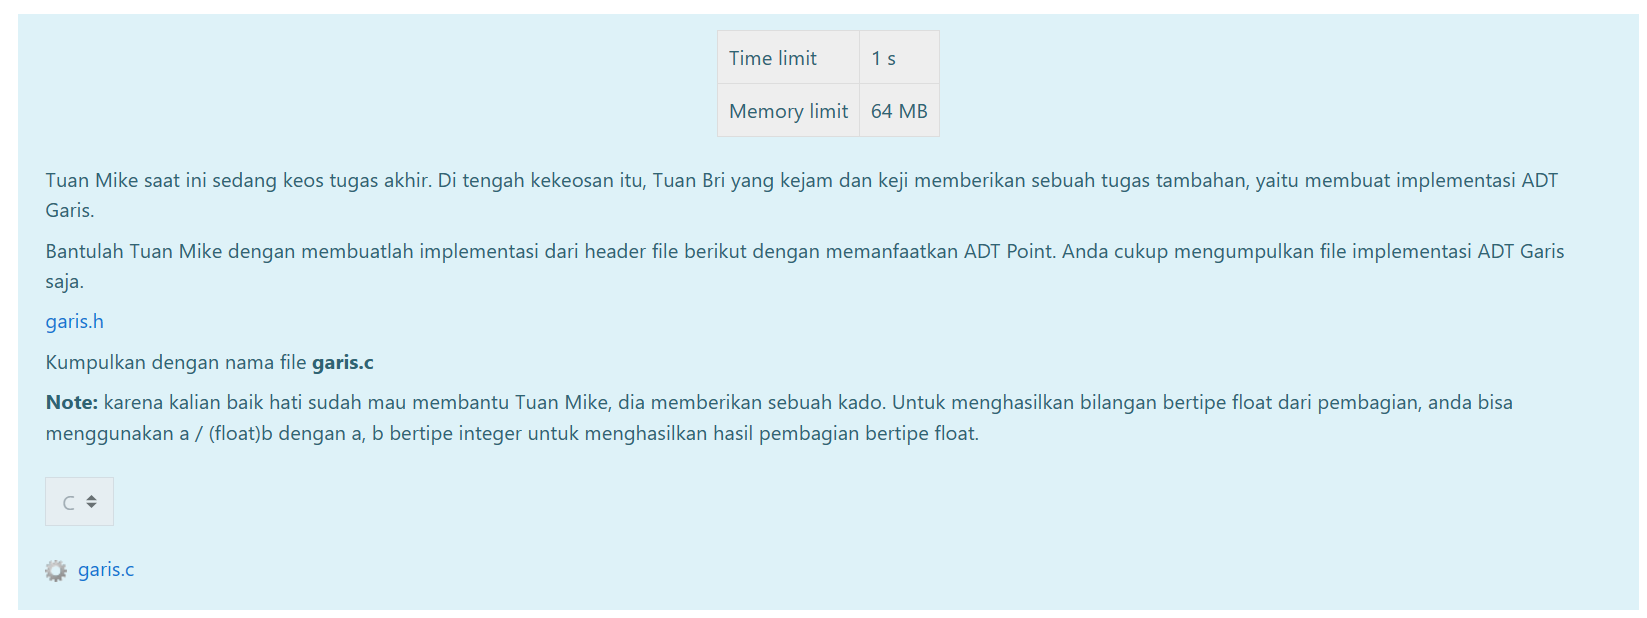 Time limit 1 s
Memory limit 64 MB
Tuan Mike saat ini sedang keos tugas akhir. Di tengah kekeosan itu, Tuan Bri yang kejam dan keji memberikan sebuah tugas tambahan, yaitu membuat implementasi ADT
Garis.
Bantulah Tuan Mike dengan membuatlah implementasi dari header file berikut dengan memanfaatkan ADT Point. Anda cukup mengumpulkan file implementasi ADT Garis
saja.
garis.h
Kumpulkan dengan nama file garis.c
Note: karena kalian baik hati sudah mau membantu Tuan Mike, dia memberikan sebuah kado. Untuk menghasilkan bilangan bertipe float dari pembagian, anda bisa
menggunakan a / (float)b dengan a, b bertipe integer untuk menghasilkan hasil pembagian bertipe float.
C
garis.c